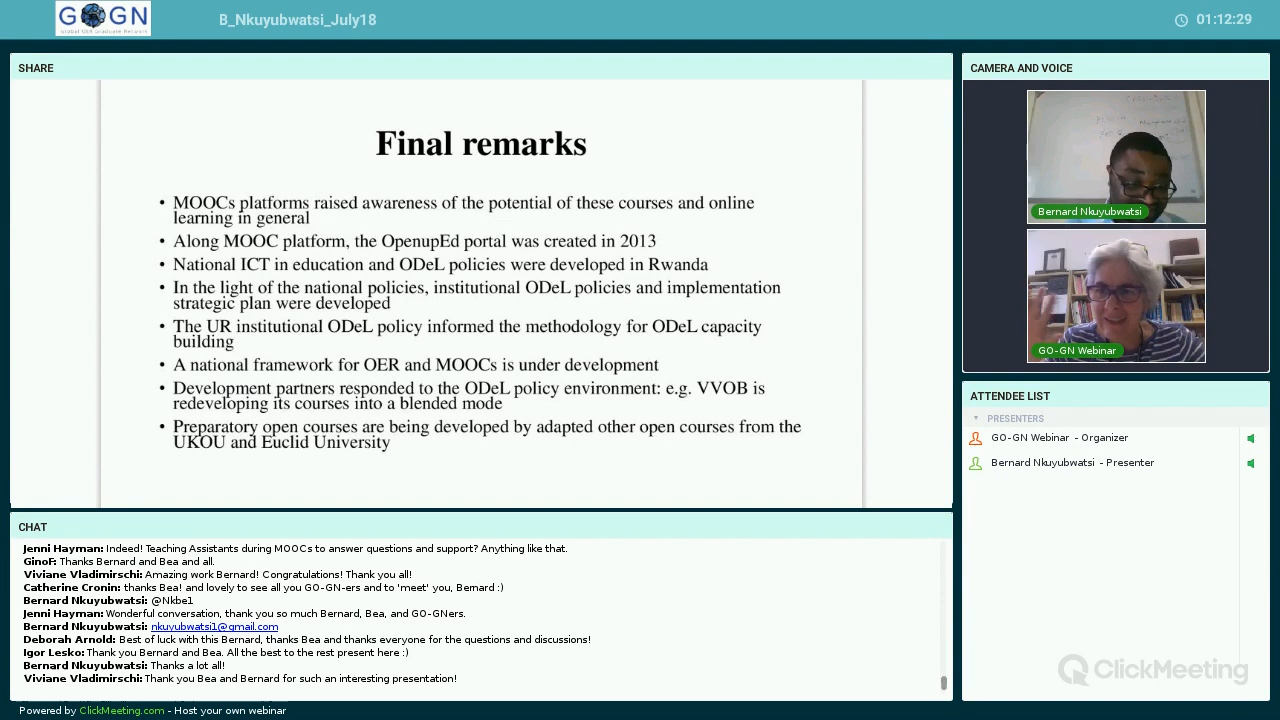 GOGN
Global OER Graduate Network
B_Nkuyubwatsi_July18
01:12:29
SHARE
Final remarks
• MOOCs platforms raised awareness of the potential of these courses and online
learning in general
• Along MOOC platform, the OpenupEd portal was created in 2013
• National ICT in education and ODeL policies were developed in Rwanda
• In the light of the national policies, institutional ODeL policies and implementation
strategic plan were developed
• The UR institutional ODeL policy informed the methodology for ODeL capacity
building
• A national framework for OER and MOOCs is under development
• Development partners responded to the ODeL policy environment: e.g. VVOB is
redeveloping its courses into a blended mode
• Preparatory open courses are being developed by adapted other open courses from the
UKOU and Euclid University
CHAT
Jenni Hayman: Indeed! Teaching Assistants during MOOCs to answer questions and support? Anything like that.
GinoF: Thanks Bernard and Bea and all.
Viviane Vladimirschi: Amazing work Bernard! Congratulations! Thank you all!
Catherine Cronin: thanks Bea! and lovely to see all you GO-GN-ers and to 'meet' you, Bernard :)
Bernard Nkuyubwatsi: @Nkbe1
Jenni Hayman: Wonderful conversation, thank you so much Bernard, Bea, and GO-GNers.
Bernard Nkuyubwatsi: nkuyubwatsi1@gmail.com
Deborah Arnold: Best of luck with this Bernard, thanks Bea and thanks everyone for the questions and discussions!
Igor Lesko: Thank you Bernard and Bea. All the best to the rest present here :)
Bernard Nkuyubwatsi: Thanks a lot all!
Viviane Vladimirschi: Thank you Bea and Bernard for such an interesting presentation!
CAMERA AND VOICE
Bernard Nkuyubwatsi
GO-GN Webinar
ATTENDEE LIST
PRESENTERS
GO-GN Webinar - Organizer
Bernard Nkuyubwatsi - Presenter
ClickMeeting
Powered by ClickMeeting.com - Host your own webinar